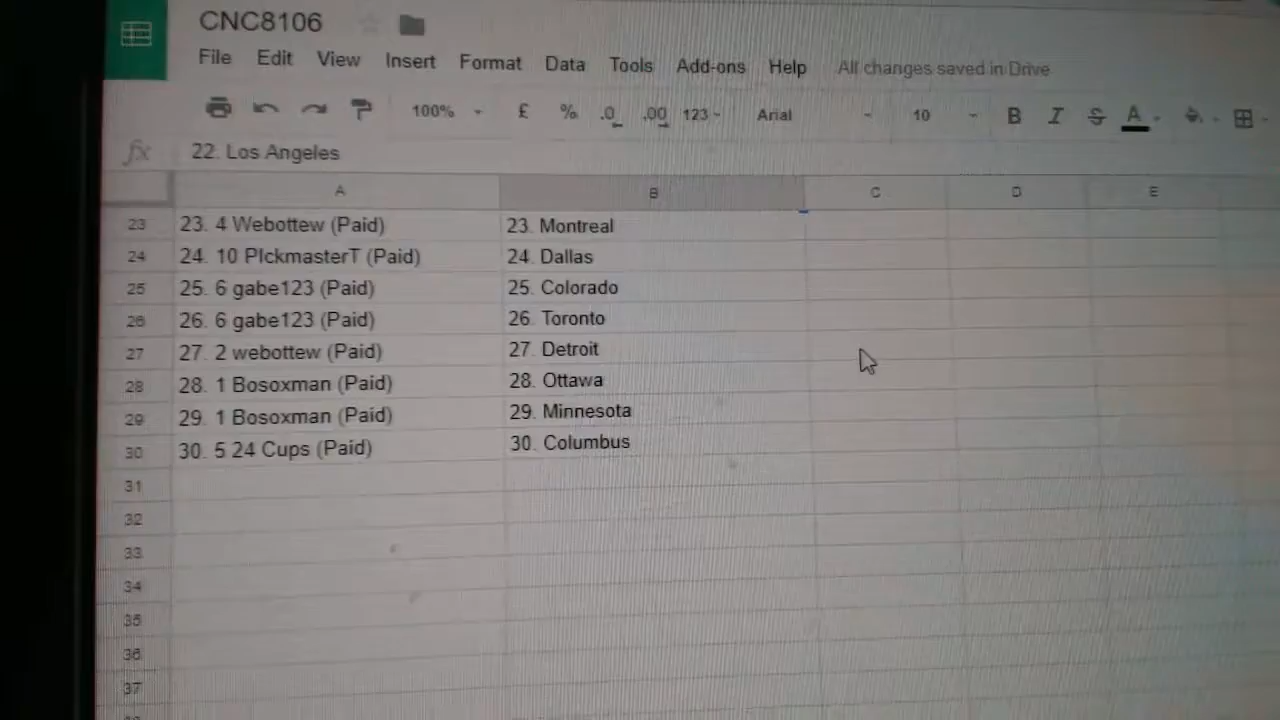 CNC8106
File Edit View Insert Format Data Tools Add-ons Help All changes saved in Drive
100% £ % .0 .00 123 Arial 10 B I S A
fx 22. Los Angeles
A B C D E
23 23. 4 Webottew (Paid) 23. Montreal
24 24. 10 PIckmasterT (Paid) 24. Dallas
25 25. 6 gabe123 (Paid) 25. Colorado
26 26. 6 gabe123 (Paid) 26. Toronto
27 27. 2 webottew (Paid) 27. Detroit
28 28. 1 Bosoxman (Paid) 28. Ottawa
29 29. 1 Bosoxman (Paid) 29. Minnesota
30 30. 5 24 Cups (Paid) 30. Columbus
31
32
33
34
35
36
37